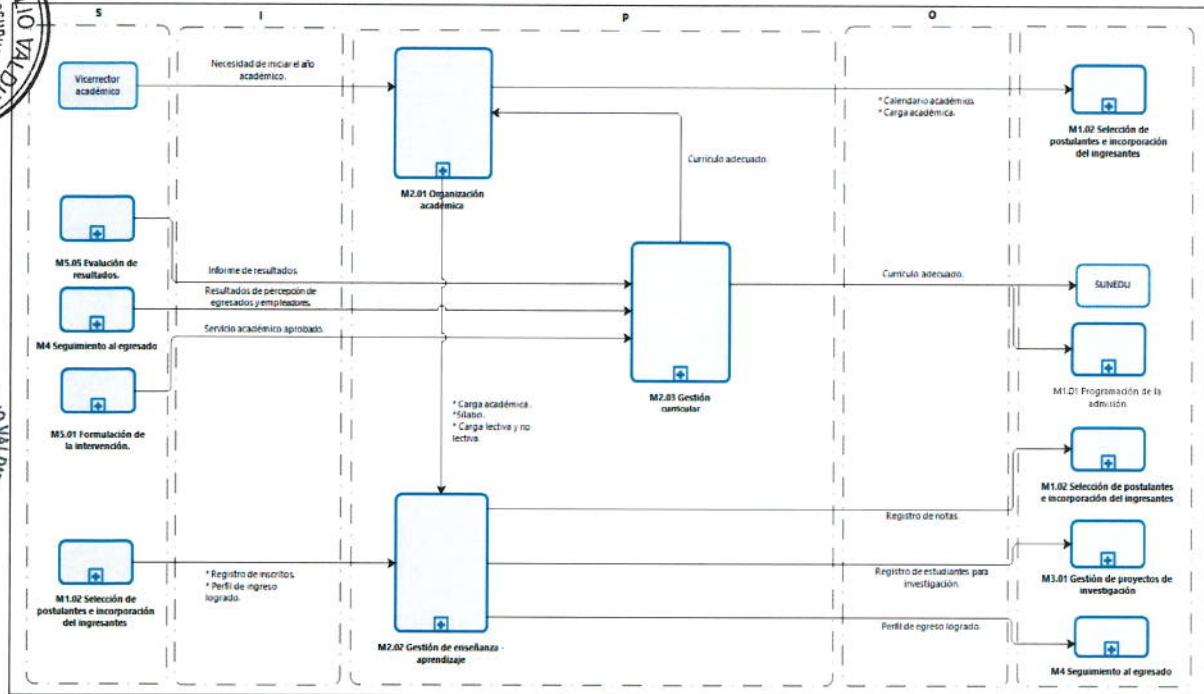 S
I
P
O
LIO VALDI
Vicerrector
académico
Necesidad de iniciar el año
académico.
M2.01 Organización
académica
* Calendario académico.
* Carga académica.
M1.02 Selección de
postulantes e incorporación
del ingresantes
Currículo adecuado.
M5.05 Evalución de
resultados.
Informe de resultados.
Resultados de percepción de
egresados y empleadores.
M4 Seguimiento al egresado
Servicio académico aprobado.
M5.01 Formulación de
la intervención.
M2.03 Gestión
curricular
Currículo adecuado.
SUNEDU
M1.01 Programación de la
admisión
* Carga académica.
*Sílabo.
* Carga lectiva y no
lectiva.
M1.02 Selección de postulantes
e incorporación del ingresantes
Registro de notas.
M1.02 Selección de
postulantes e incorporación
del ingresantes
* Registro de inscritos.
* Perfil de ingreso
logrado.
M2.02 Gestión de enseñanza -
aprendizaje
Registro de estudiantes para
investigación.
M3.01 Gestión de proyectos de
investigación
Perfil de egreso logrado.
M4 Seguimiento al egresado